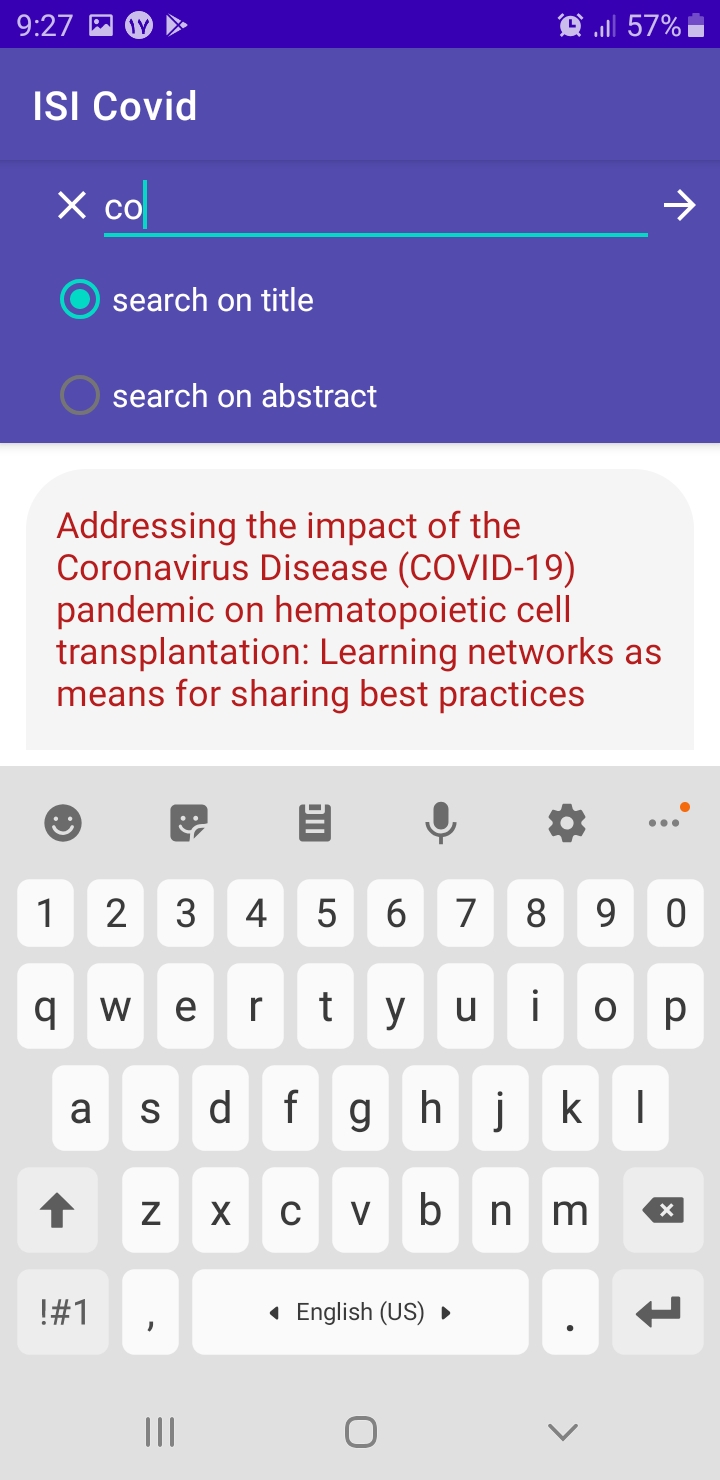 9:27 57%
ISI Covid
co
search on title
search on abstract
Addressing the impact of the
Coronavirus Disease (COVID-19)
pandemic on hematopoietic cell
transplantation: Learning networks as
means for sharing best practices
1 2 3 4 5 6 7 8 9 0
q w e r t y u i o p
a s d f g h j k l
z x c v b n m
!#1 , English (US) .